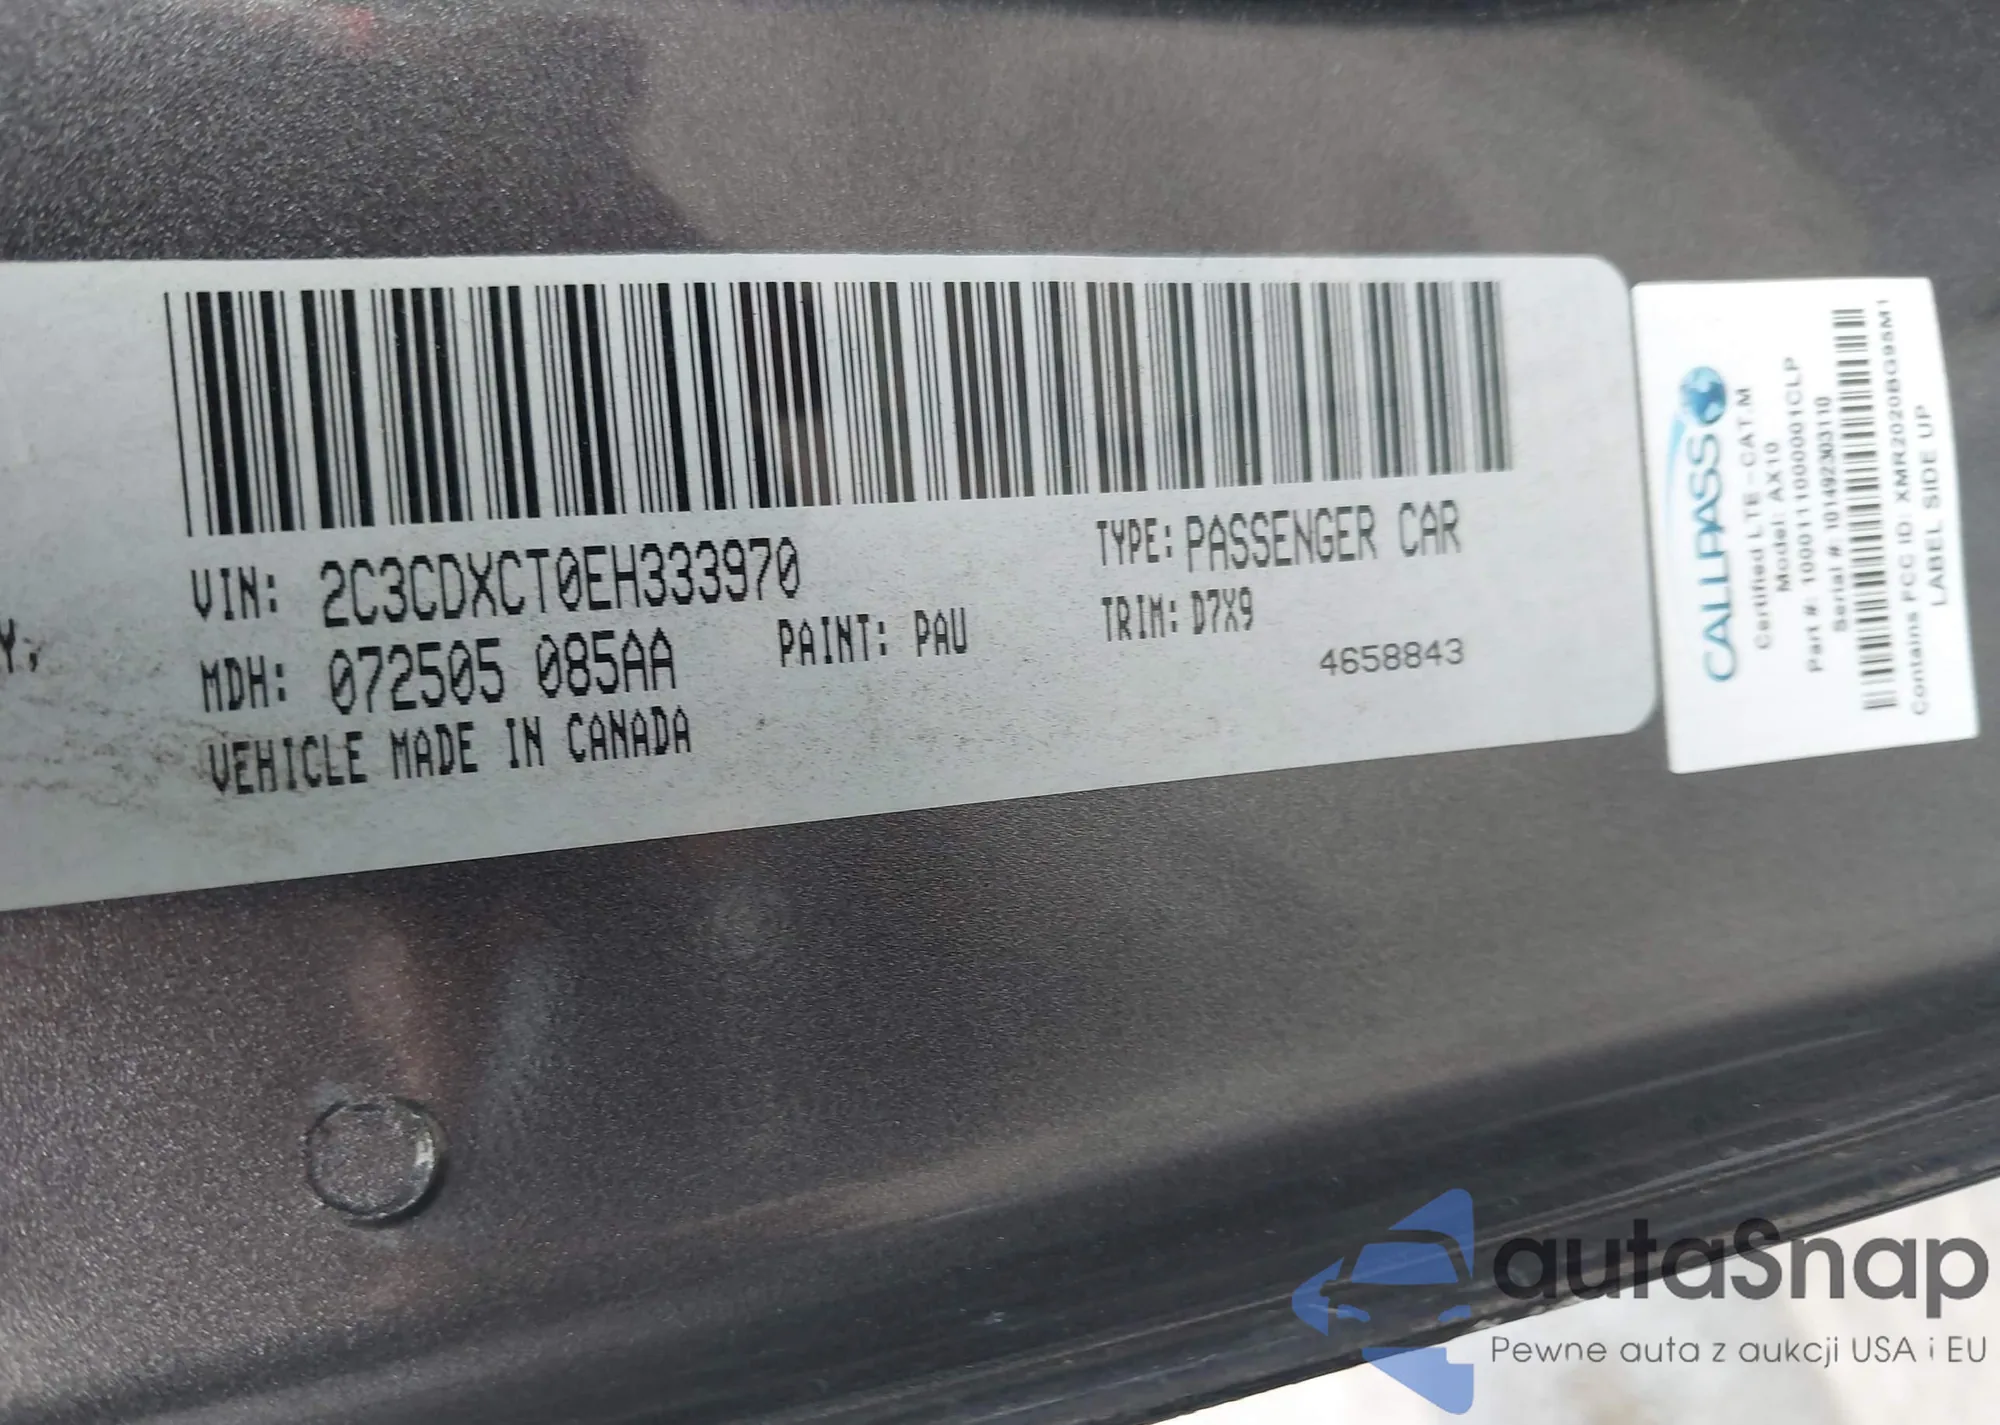 Y,
VIN: 2C3CDXCT0EH333970
TYPE: PASSENGER CAR
MDH: 072505 085AA
PAINT: PAU
TRIM: D7X9
VEHICLE MADE IN CANADA
4658843
CALLPASS
Certified LTE-CAT.M
Model: AX10
Part #: 10001110000001CLP
Serial #: 101492303110
Contains FCC ID: XMR2020BG95M1
LABEL SIDE UP
autaSnap
Pewne auta z aukcji USA i EU